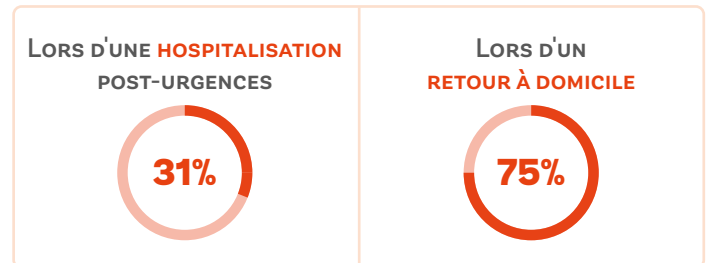 Lors d'une hospitalisation
post-urgences
31%
Lors d'un
retour à domicile
75%